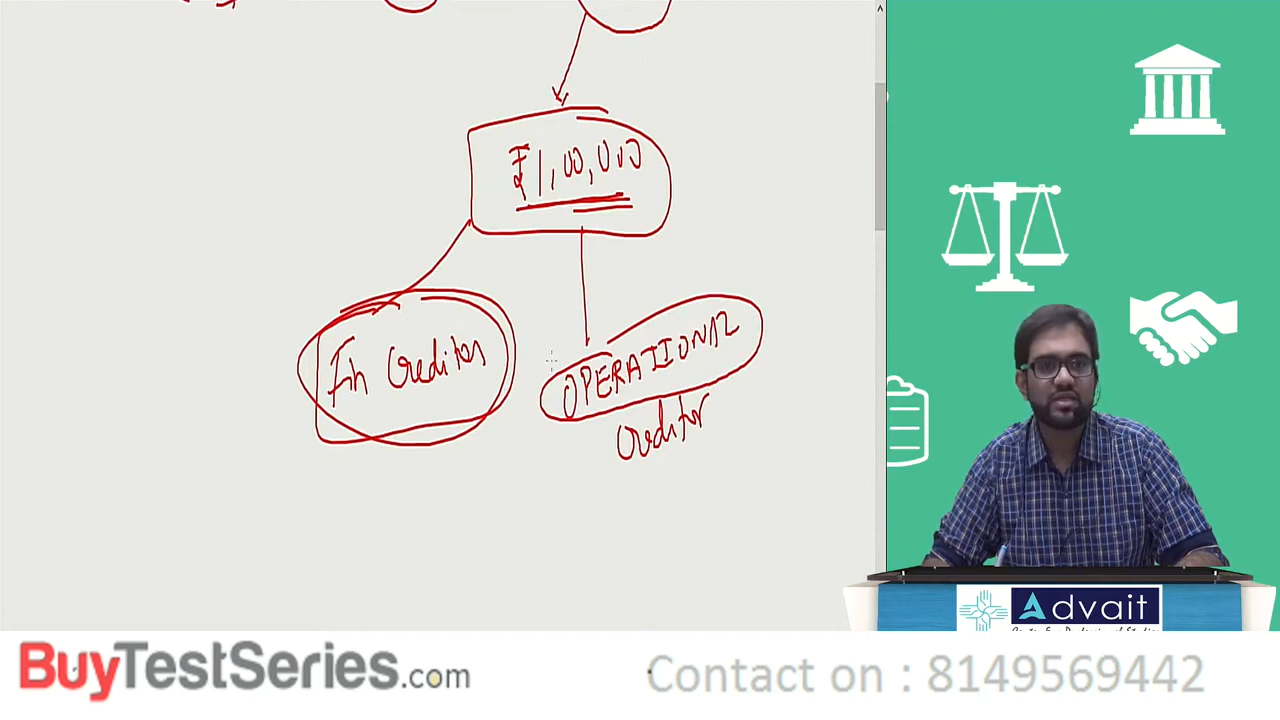 ₹1,00,000
Fin Creditor
OPERATIONAL
Creditor
Advait
BuyTestSeries.com
Contact on : 8149569442